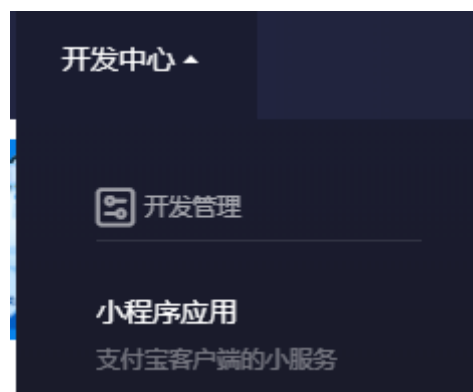 开发中心
开发管理
小程序应用
支付宝客户端的小服务